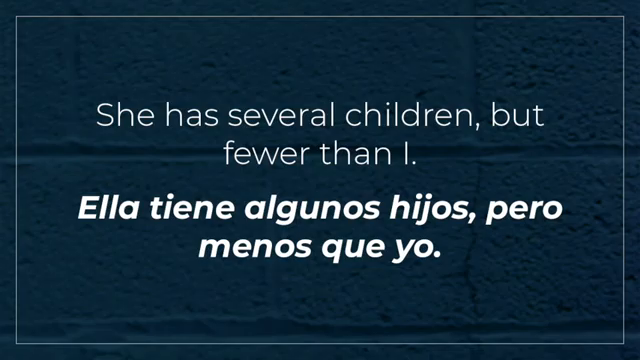 She has several children, but
fewer than I.
Ella tiene algunos hijos, pero
menos que yo.